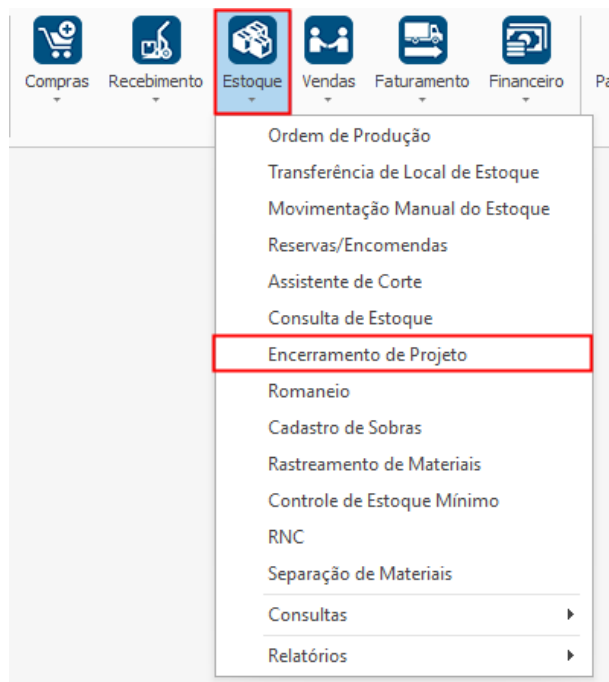 Compras Recebimento Estoque Vendas Faturamento Financeiro
Ordem de Produção
Transferência de Local de Estoque
Movimentação Manual do Estoque
Reservas/Encomendas
Assistente de Corte
Consulta de Estoque
Encerramento de Projeto
Romaneio
Cadastro de Sobras
Rastreamento de Materiais
Controle de Estoque Mínimo
RNC
Separação de Materiais
Consultas
Relatórios